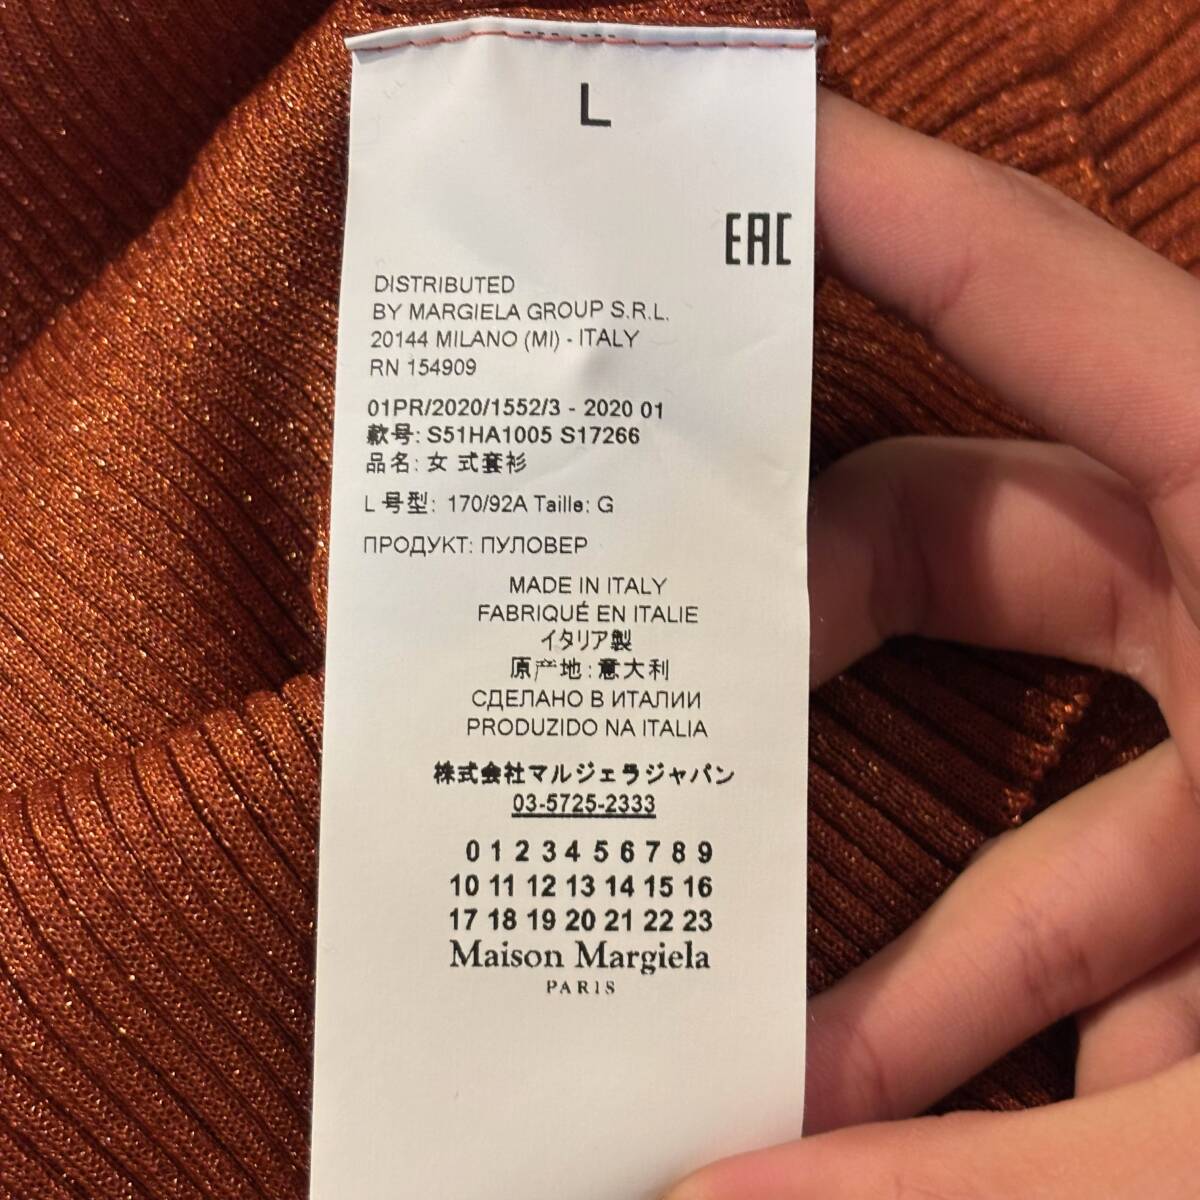 L
EAC
DISTRIBUTED
BY MARGIELA GROUP S.R.L.
20144 MILANO (MI) - ITALY
RN 154909
01PR/2020/1552/3 - 2020 01
款号: S51HA1005 S17266
品名: 女 式套衫
L 号型: 170/92A Taille: G
ПРОДУКТ: ПУЛОВЕР
MADE IN ITALY
FABRIQUÉ EN ITALIE
イタリア製
原产地: 意大利
СДЕЛАНО В ИТАЛИИ
PRODUZIDO NA ITALIA
株式会社マルジェラジャパン
03-5725-2333
0 1 2 3 4 5 6 7 8 9
10 11 12 13 14 15 16
17 18 19 20 21 22 23
Maison Margiela
PARIS